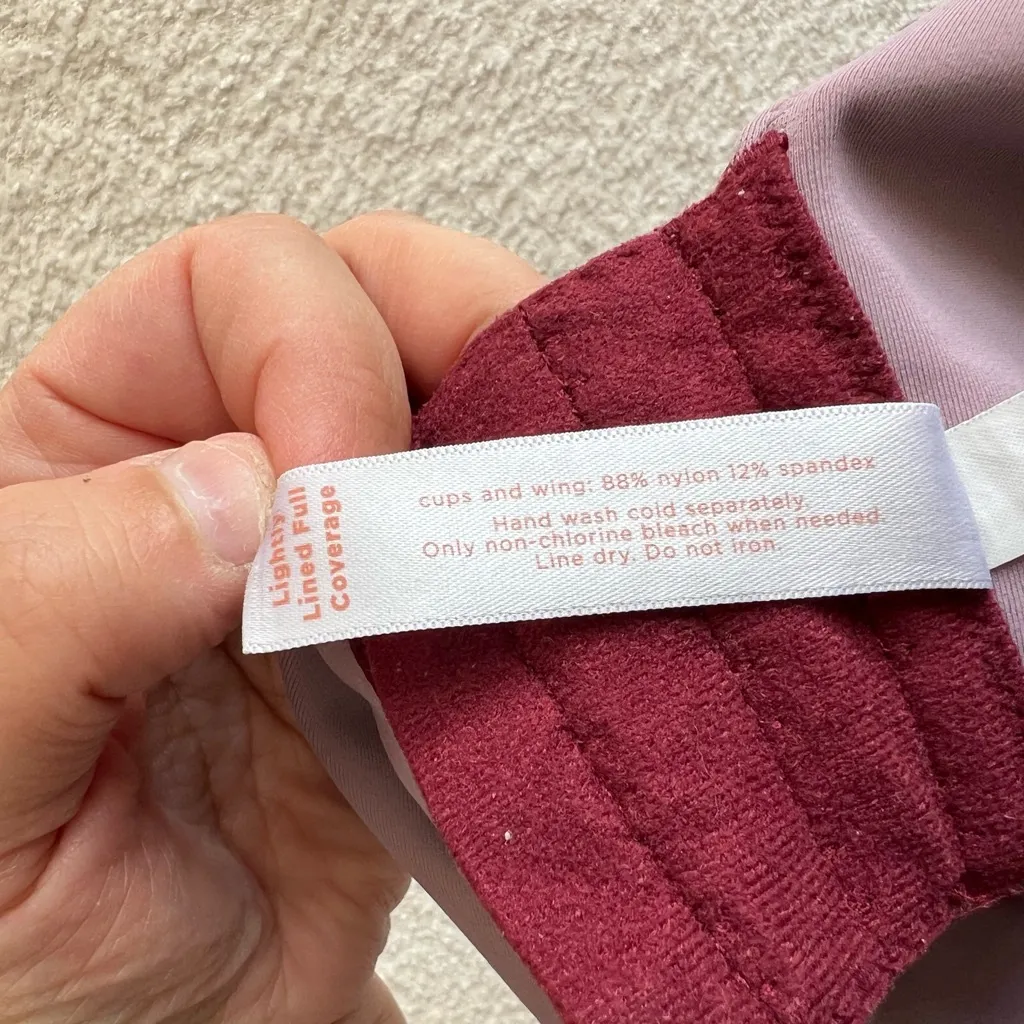 Lightly
Lined Full
Coverage
cups and wing: 88% nylon 12% spandex
Hand wash cold separately.
Only non-chlorine bleach when needed.
Line dry. Do not iron.